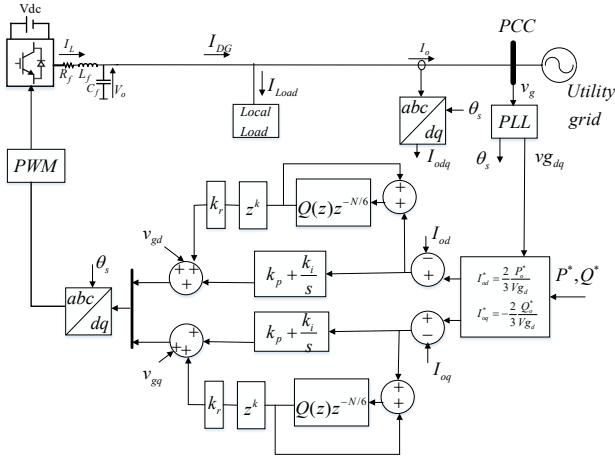 Vdc
I_L
R_f
L_f
C_f
V_o
I_DG
I_Load
Local
Load
I_o
PCC
v_g
Utility
grid
abc
dq
θ_s
I_odq
PLL
θ_s
vg_dq
PWM
k_r
z^k
Q(z)z^{-N/6}
+
+
v_gd
+ +
+
k_p + k_i/s
−
+
I_od
I*_od = 2/3 P*_o/Vg_d
I*_oq = −2/3 Q*_o/Vg_d
P*,Q*
θ_s
abc
dq
+
+ +
v_gq
k_p + k_i/s
+
−
I_oq
k_r
z^k
Q(z)z^{-N/6}
+
+